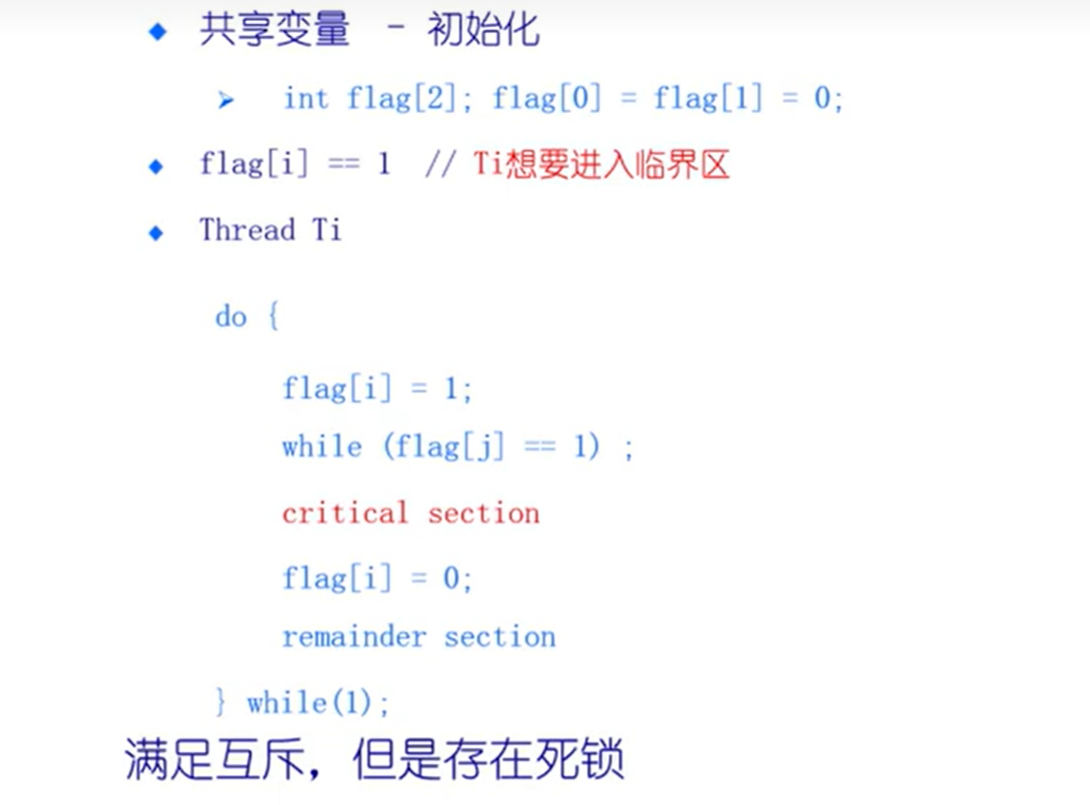 共享变量 - 初始化
int flag[2]; flag[0] = flag[1] = 0;
flag[i] == 1 // Ti想要进入临界区
Thread Ti
do {
flag[i] = 1;
while (flag[j] == 1) ;
critical section
flag[i] = 0;
remainder section
} while(1);
满足互斥，但是存在死锁